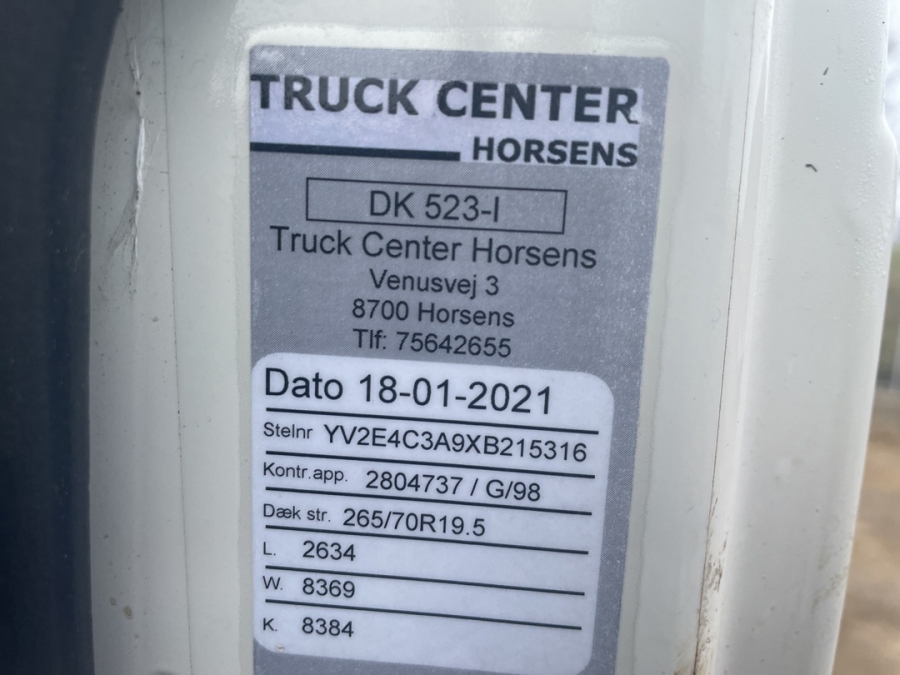 TRUCK CENTER
HORSENS
DK 523-I
Truck Center Horsens
Venusvej 3
8700 Horsens
Tlf: 75642655
Dato 18-01-2021
Stelnr YV2E4C3A9XB215316
Kontr.app. 2804737 / G/98
Dæk str. 265/70R19.5
L. 2634
W. 8369
K. 8384